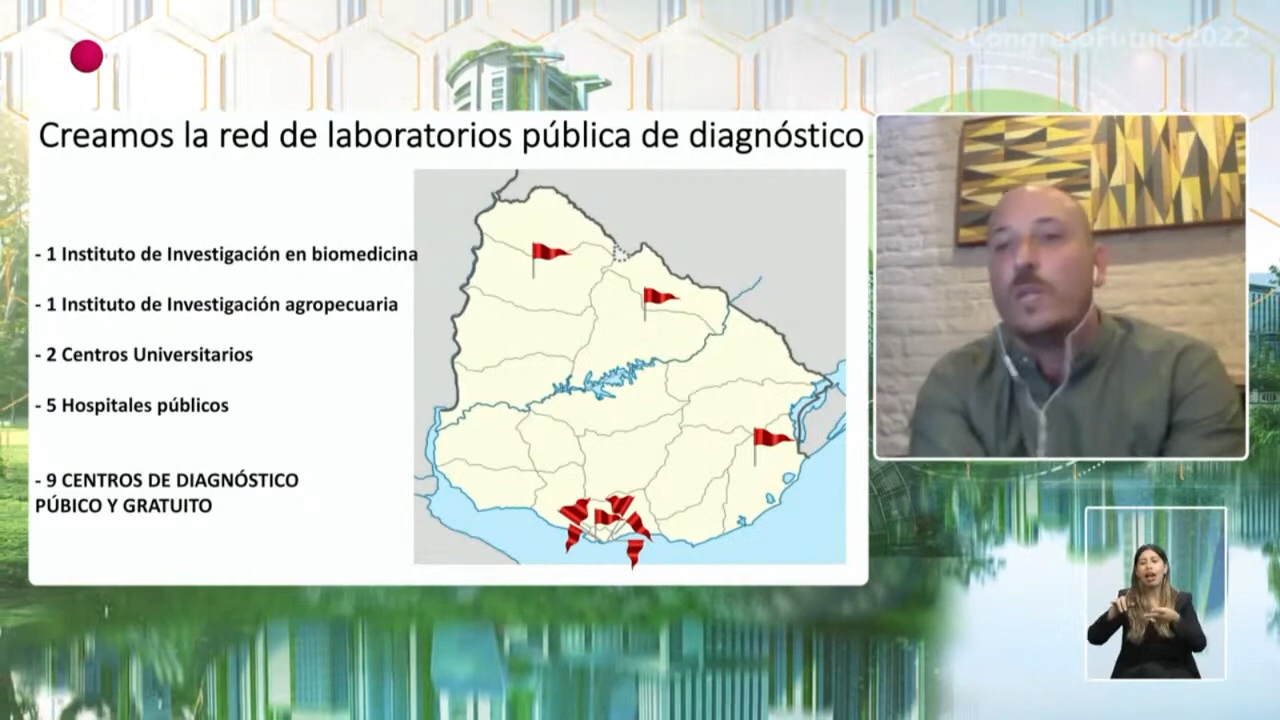 #CongresoFuturo2022
Creamos la red de laboratorios pública de diagnóstico
- 1 Instituto de Investigación en biomedicina
- 1 Instituto de Investigación agropecuaria
- 2 Centros Universitarios
- 5 Hospitales públicos
- 9 CENTROS DE DIAGNÓSTICO
PÚBICO Y GRATUITO